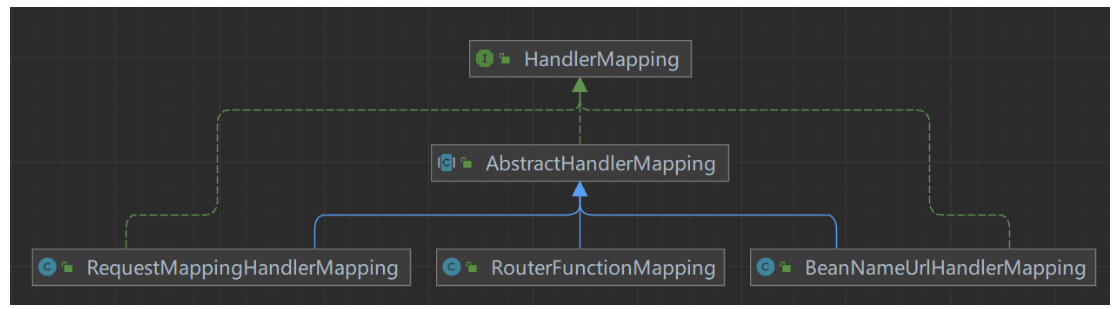 I HandlerMapping
C AbstractHandlerMapping
C RequestMappingHandlerMapping
C RouterFunctionMapping
C BeanNameUrlHandlerMapping